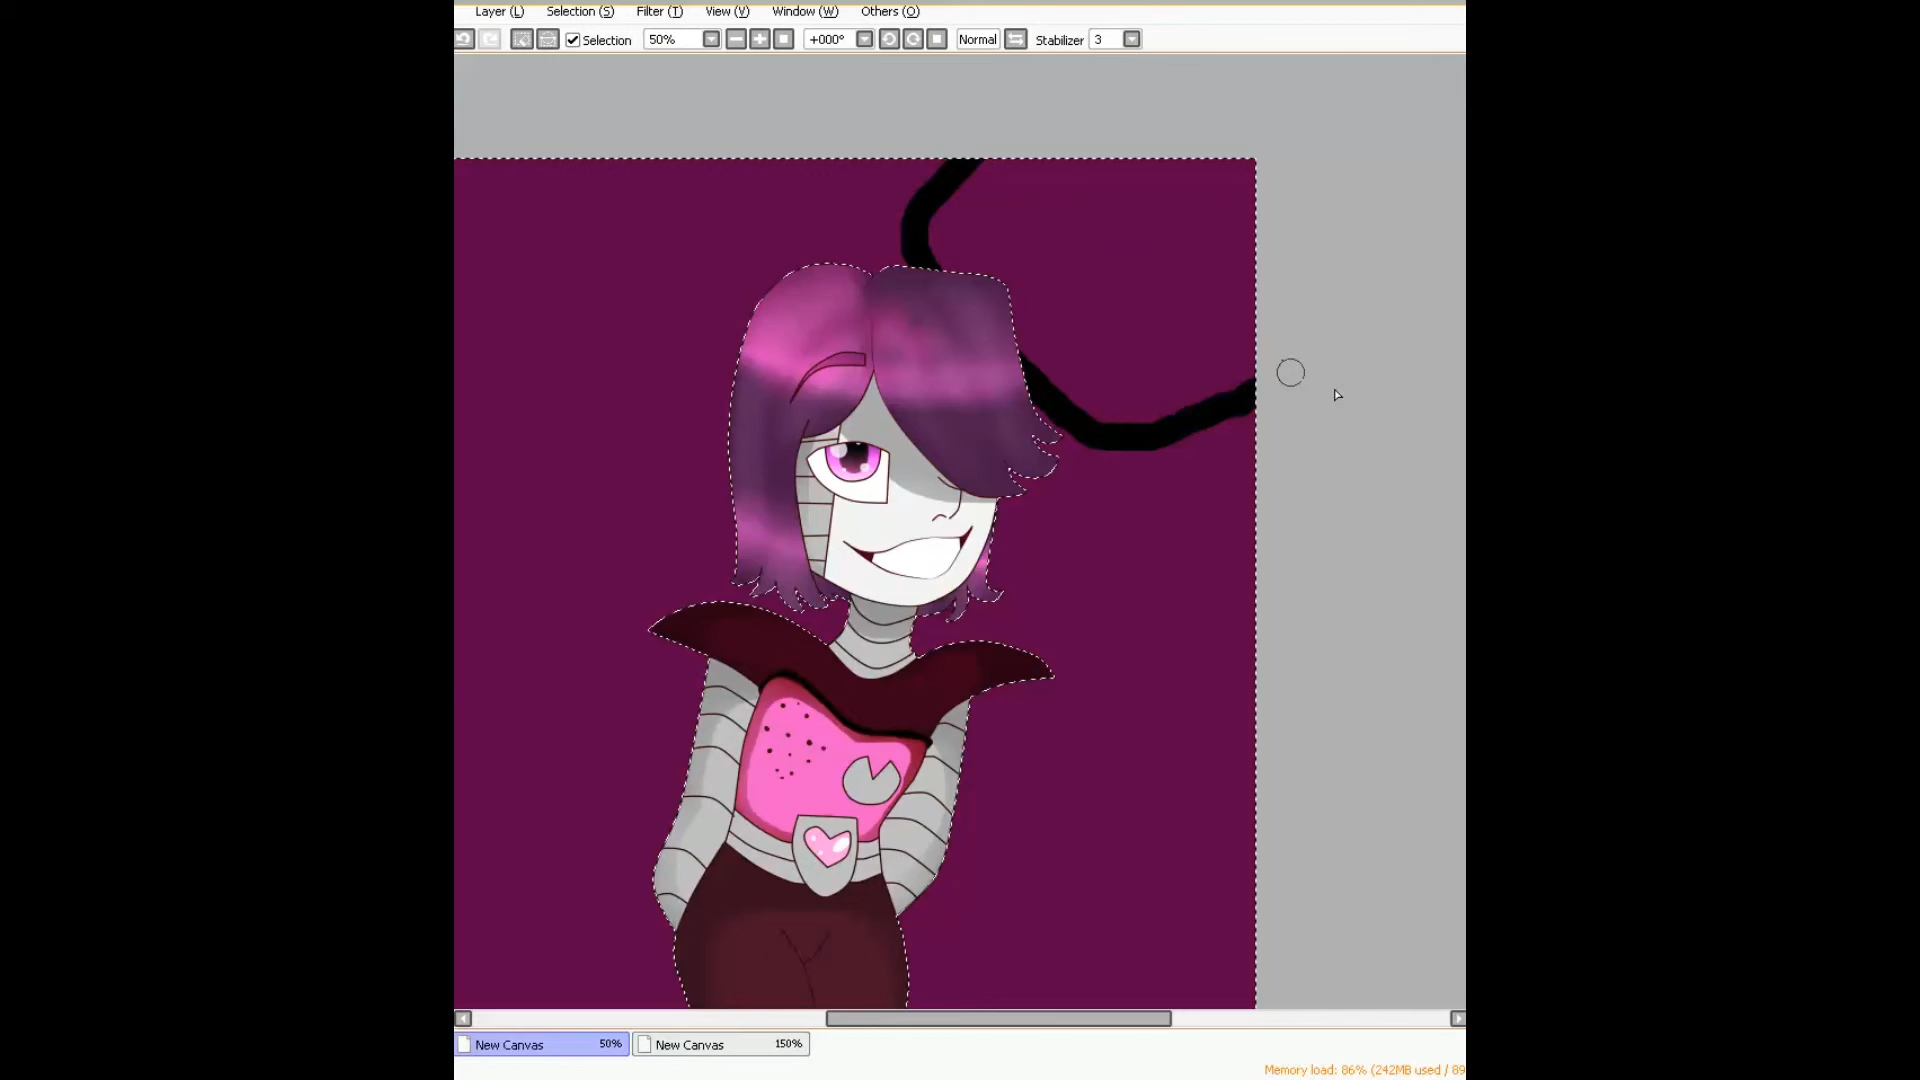 Layer (L) Selection (S) Filter (T) View (V) Window (W) Others (O)
Selection 50% +000° Normal Stabilizer 3
New Canvas 50% New Canvas 150%
Memory load: 86% (242MB used / 89